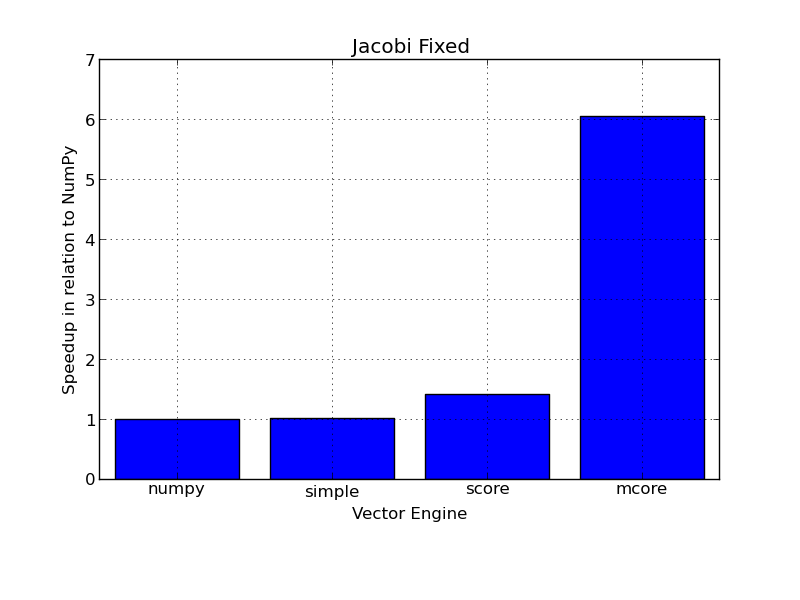 Jacobi Fixed
7
6
5
4
3
2
1
0
Speedup in relation to NumPy
numpy simple score mcore
Vector Engine